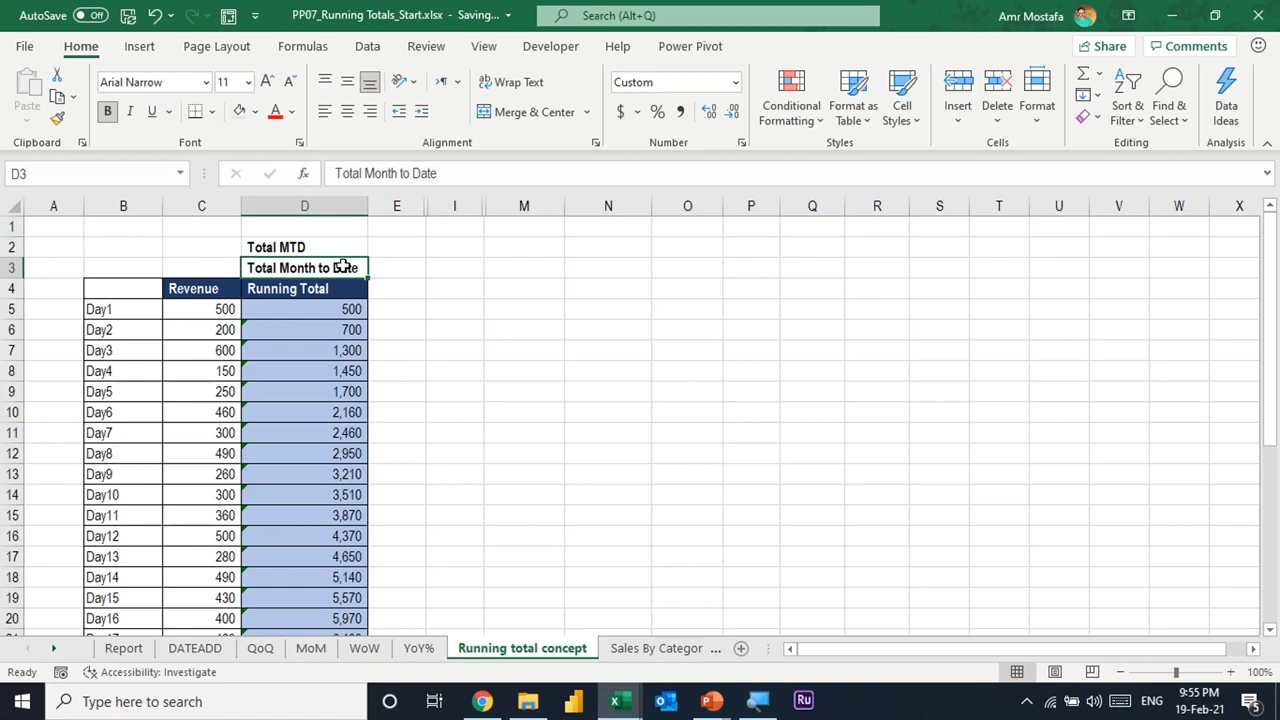 AutoSave Off PP07_Running Totals_Start.xlsx - Saving... Search (Alt+Q) Amr Mostafa
File Home Insert Page Layout Formulas Data Review View Developer Help Power Pivot Share Comments
Paste Arial Narrow 11 Wrap Text Custom Conditional Formatting Format as Table Cell Styles Insert Delete Format Sort & Filter Find & Select Data Ideas
B I U Merge & Center $ %
Clipboard Font Alignment Number Styles Cells Editing Analysis
D3 fx Total Month to Date
A B C D E I M N O P Q R S T U V W X
1
2 Total MTD
3 Total Month to Date
4 Revenue Running Total
5 Day1 500 500
6 Day2 200 700
7 Day3 600 1,300
8 Day4 150 1,450
9 Day5 250 1,700
10 Day6 460 2,160
11 Day7 300 2,460
12 Day8 490 2,950
13 Day9 260 3,210
14 Day10 300 3,510
15 Day11 360 3,870
16 Day12 500 4,370
17 Day13 280 4,650
18 Day14 490 5,140
19 Day15 430 5,570
20 Day16 400 5,970
Report DATEADD QoQ MoM WoW YoY% Running total concept Sales By Categor ...
Ready Accessibility: Investigate 100%
Type here to search Ru ENG 9:55 PM 19-Feb-21 5